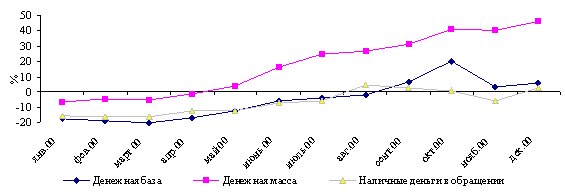 50
40
30
20
10
0
-10
-20
%
янв.00
фев.00
март.00
апр.00
май.00
июнь.00
июль.00
авг.00
сент.00
окт.00
нояб.00
дек.00
Денежная база
Денежная масса
Наличные деньги в обращении